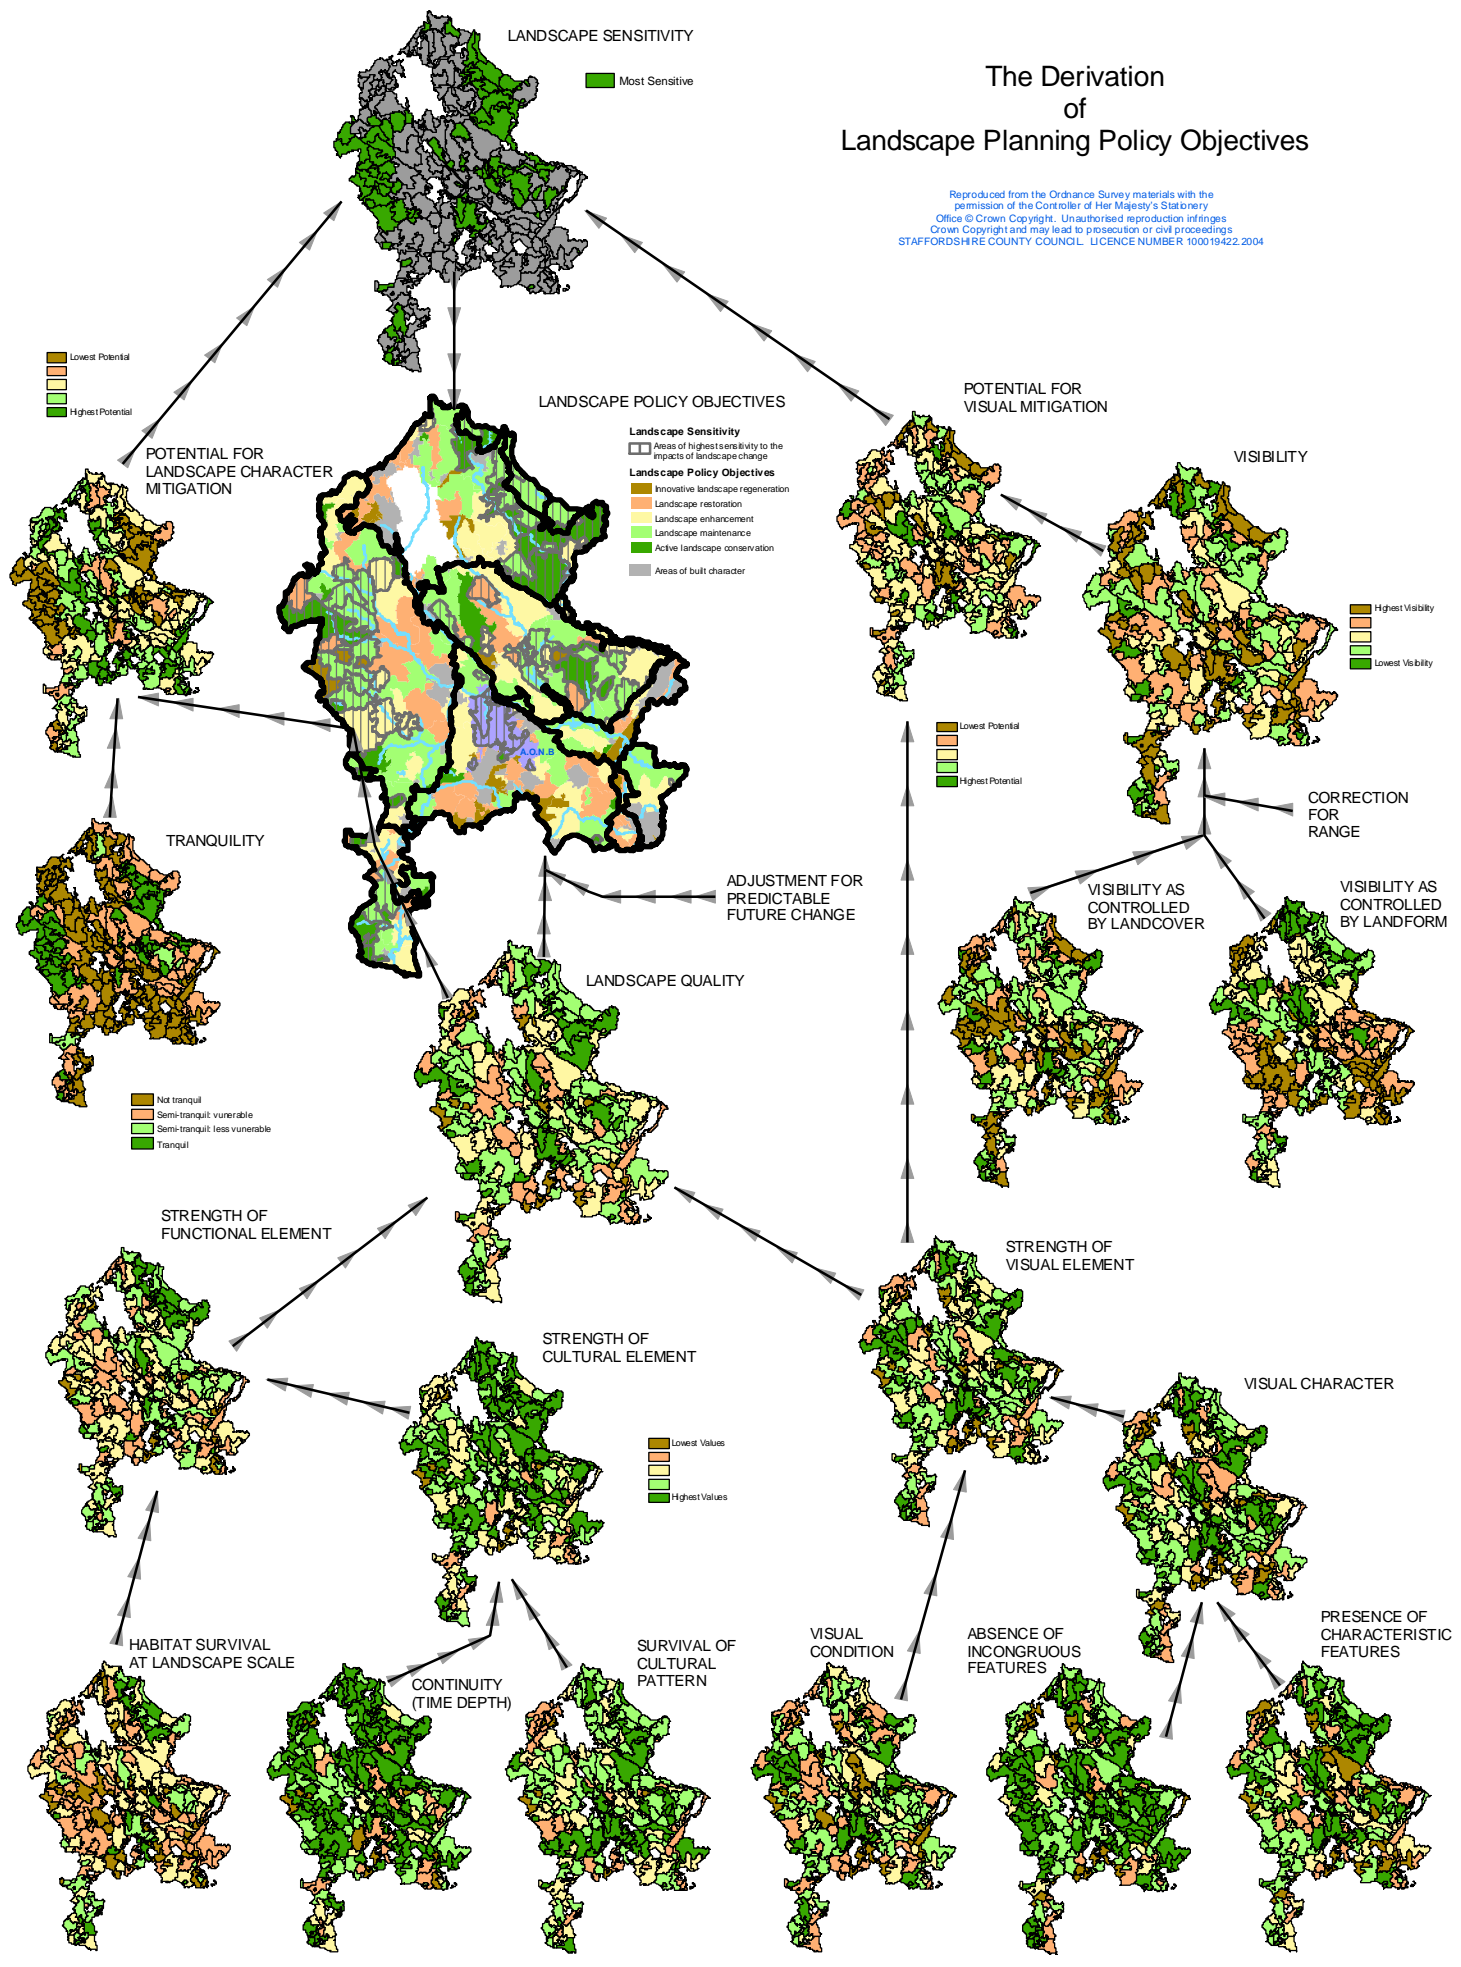 LANDSCAPE SENSITIVITY
Most Sensitive
The Derivation
of
Landscape Planning Policy Objectives
Reproduced from the Ordnance Survey materials with the
permission of the Controller of Her Majesty's Stationery
Office © Crown Copyright. Unauthorised reproduction infringes
Crown Copyright and may lead to prosecution or civil proceedings
STAFFORDSHIRE COUNTY COUNCIL. LICENCE NUMBER 100019422.2004
Lowest Potential
Highest Potential
POTENTIAL FOR
LANDSCAPE CHARACTER
MITIGATION
LANDSCAPE POLICY OBJECTIVES
Landscape Sensitivity
Areas of highest sensitivity to the
impacts of landscape change
Landscape Policy Objectives
Innovative landscape regeneration
Landscape restoration
Landscape enhancement
Landscape maintenance
Active landscape conservation
Areas of built character
A.O.N.B
POTENTIAL FOR
VISUAL MITIGATION
VISIBILITY
Highest Visibility
Lowest Visibility
Lowest Potential
Highest Potential
CORRECTION
FOR
RANGE
TRANQUILITY
Not tranquil
Semi-tranquil: vunerable
Semi-tranquil: less vunerable
Tranquil
ADJUSTMENT FOR
PREDICTABLE
FUTURE CHANGE
VISIBILITY AS
CONTROLLED
BY LANDCOVER
VISIBILITY AS
CONTROLLED
BY LANDFORM
LANDSCAPE QUALITY
STRENGTH OF
FUNCTIONAL ELEMENT
STRENGTH OF
VISUAL ELEMENT
STRENGTH OF
CULTURAL ELEMENT
Lowest Values
Highest Values
VISUAL CHARACTER
HABITAT SURVIVAL
AT LANDSCAPE SCALE
CONTINUITY
(TIME DEPTH)
SURVIVAL OF
CULTURAL
PATTERN
VISUAL
CONDITION
ABSENCE OF
INCONGRUOUS
FEATURES
PRESENCE OF
CHARACTERISTIC
FEATURES